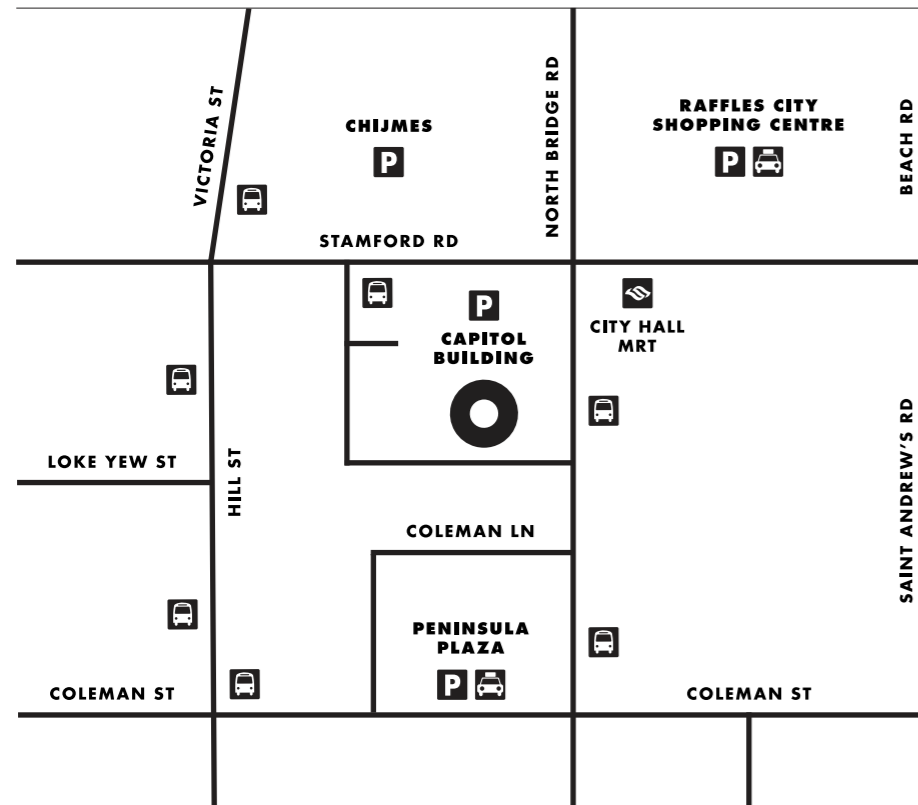 VICTORIA ST
CHIJMES
P
NORTH BRIDGE RD
RAFFLES CITY
SHOPPING CENTRE
P
BEACH RD
STAMFORD RD
P
CAPITOL
BUILDING
CITY HALL
MRT
LOKE YEW ST
HILL ST
SAINT ANDREW'S RD
COLEMAN LN
PENINSULA
PLAZA
P
COLEMAN ST
COLEMAN ST